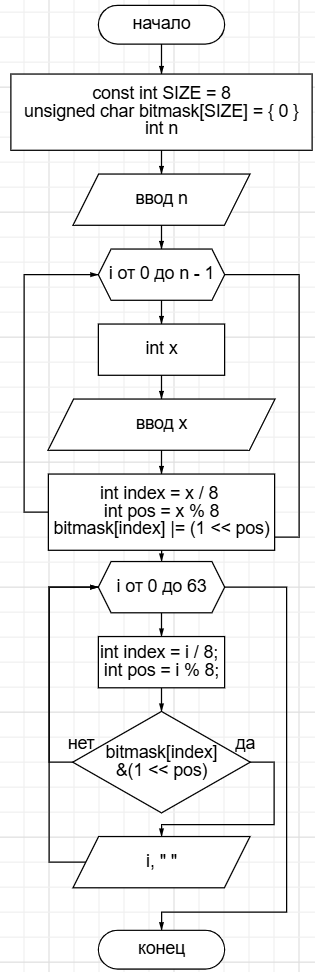 начало
const int SIZE = 8
unsigned char bitmask[SIZE] = { 0 }
int n
ввод n
i от 0 до n - 1
int x
ввод x
int index = x / 8
int pos = x % 8
bitmask[index] |= (1 << pos)
i от 0 до 63
int index = i / 8;
int pos = i % 8;
нет
да
bitmask[index]
&(1 << pos)
i, " "
конец